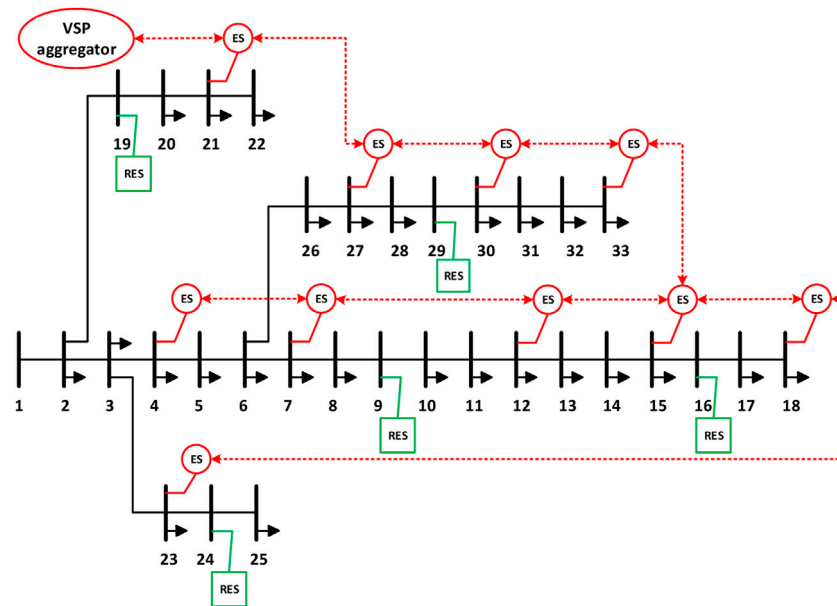 VSP
aggregator
ES
19 20 21 22
RES
ES ES ES
26 27 28 29 30 31 32 33
RES
ES ES ES ES ES
1 2 3 4 5 6 7 8 9 10 11 12 13 14 15 16 17 18
RES RES
ES
23 24 25
RES